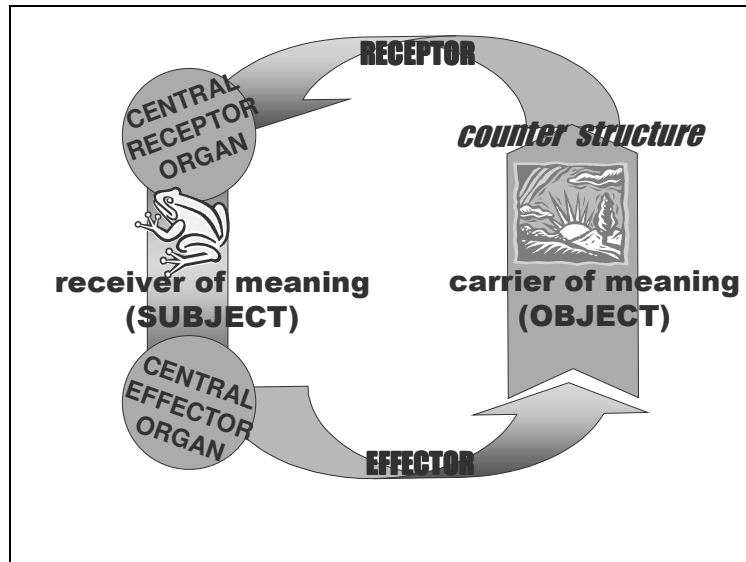 RECEPTOR
CENTRAL
RECEPTOR
ORGAN
counter structure
receiver of meaning
(SUBJECT)
carrier of meaning
(OBJECT)
CENTRAL
EFFECTOR
ORGAN
EFFECTOR